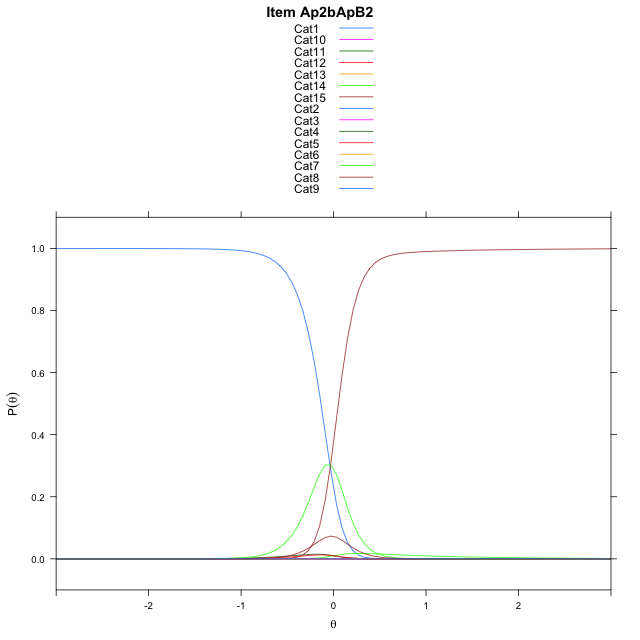 Item Ap2bApB2
Cat1
Cat10
Cat11
Cat12
Cat13
Cat14
Cat15
Cat2
Cat3
Cat4
Cat5
Cat6
Cat7
Cat8
Cat9
1.0
0.8
0.6
0.4
0.2
0.0
P(θ)
-2
-1
0
1
2
θ